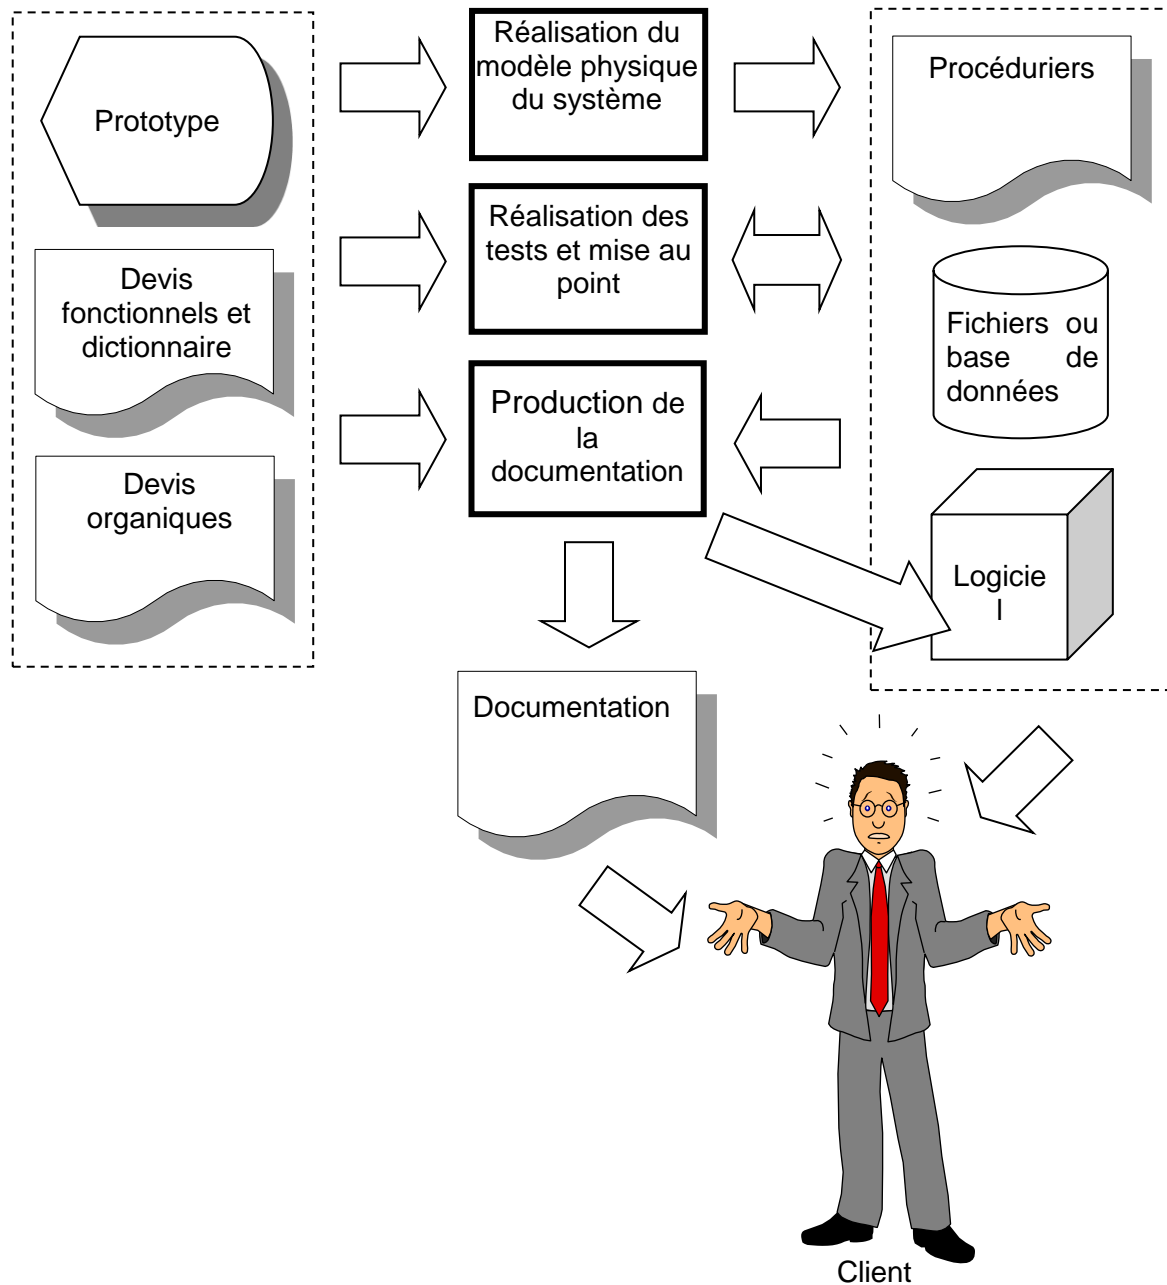 Prototype
Devis
fonctionnels et
dictionnaire
Devis
organiques
Réalisation du
modèle physique
du système
Réalisation des
tests et mise au
point
Production de
la
documentation
Procéduriers
Fichiers ou
base de
données
Logicie
l
Documentation
Client